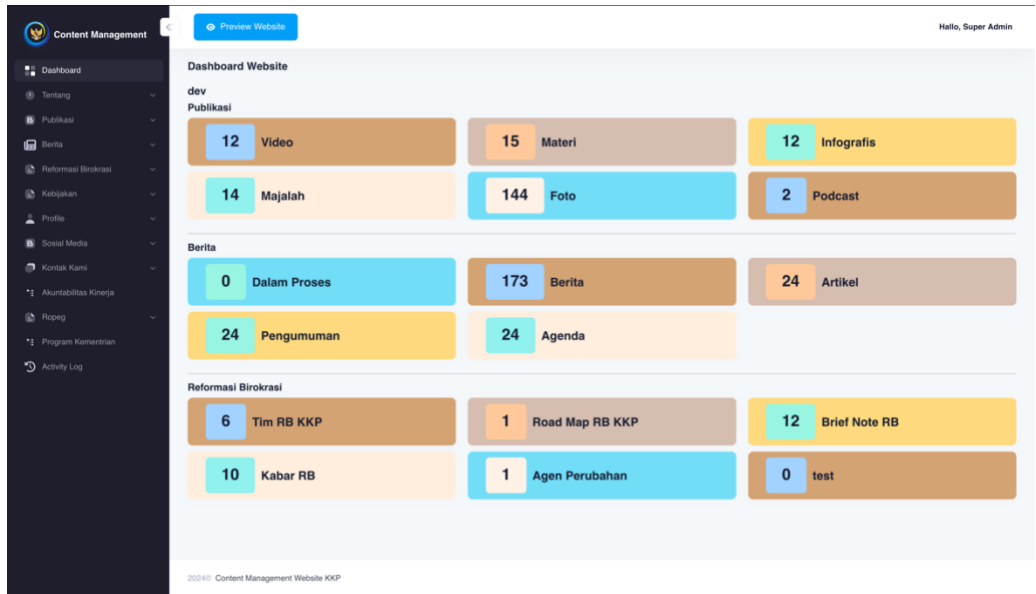 Content Management
Preview Website
Hallo, Super Admin
Dashboard
Tentang
Publikasi
Berita
Reformasi Birokrasi
Kebijakan
Profile
Sosial Media
Kontak Kami
Akuntabilitas Kinerja
Ropeg
Program Kementrian
Activity Log
Dashboard Website
dev
Publikasi
12 Video
15 Materi
12 Infografis
14 Majalah
144 Foto
2 Podcast
Berita
0 Dalam Proses
173 Berita
24 Artikel
24 Pengumuman
24 Agenda
Reformasi Birokrasi
6 Tim RB KKP
1 Road Map RB KKP
12 Brief Note RB
10 Kabar RB
1 Agen Perubahan
0 test
2024© Content Management Website KKP